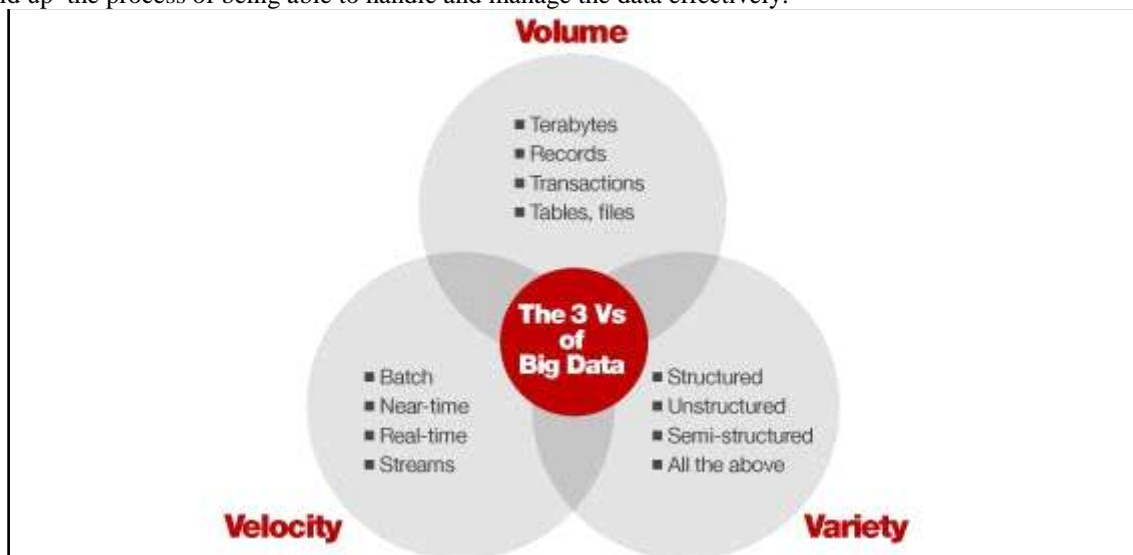 up the process of being able to handle and manage the data effectively.
Volume
■ Terabytes
■ Records
■ Transactions
■ Tables, files
The 3 Vs
of
Big Data
■ Batch
■ Near-time
■ Real-time
■ Streams
■ Structured
■ Unstructured
■ Semi-structured
■ All the above
Velocity
Variety